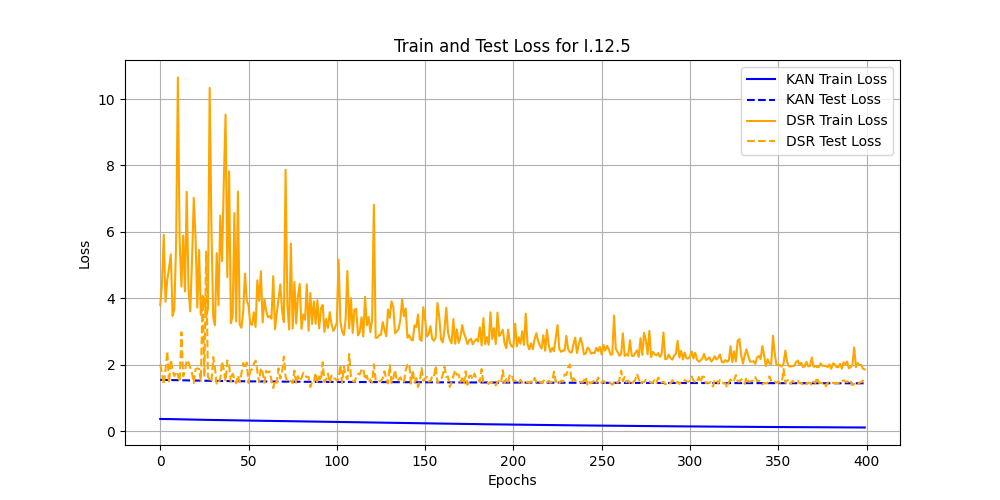 Train and Test Loss for I.12.5
KAN Train Loss
KAN Test Loss
DSR Train Loss
DSR Test Loss
10
8
6
4
2
0
Loss
0 50 100 150 200 250 300 350 400
Epochs